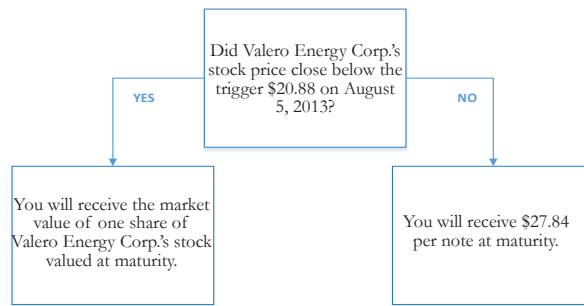 Did Valero Energy Corp.'s
stock price close below the
trigger $20.88 on August
5, 2013?
YES
NO
You will receive the market
value of one share of
Valero Energy Corp.'s stock
valued at maturity.
You will receive $27.84
per note at maturity.